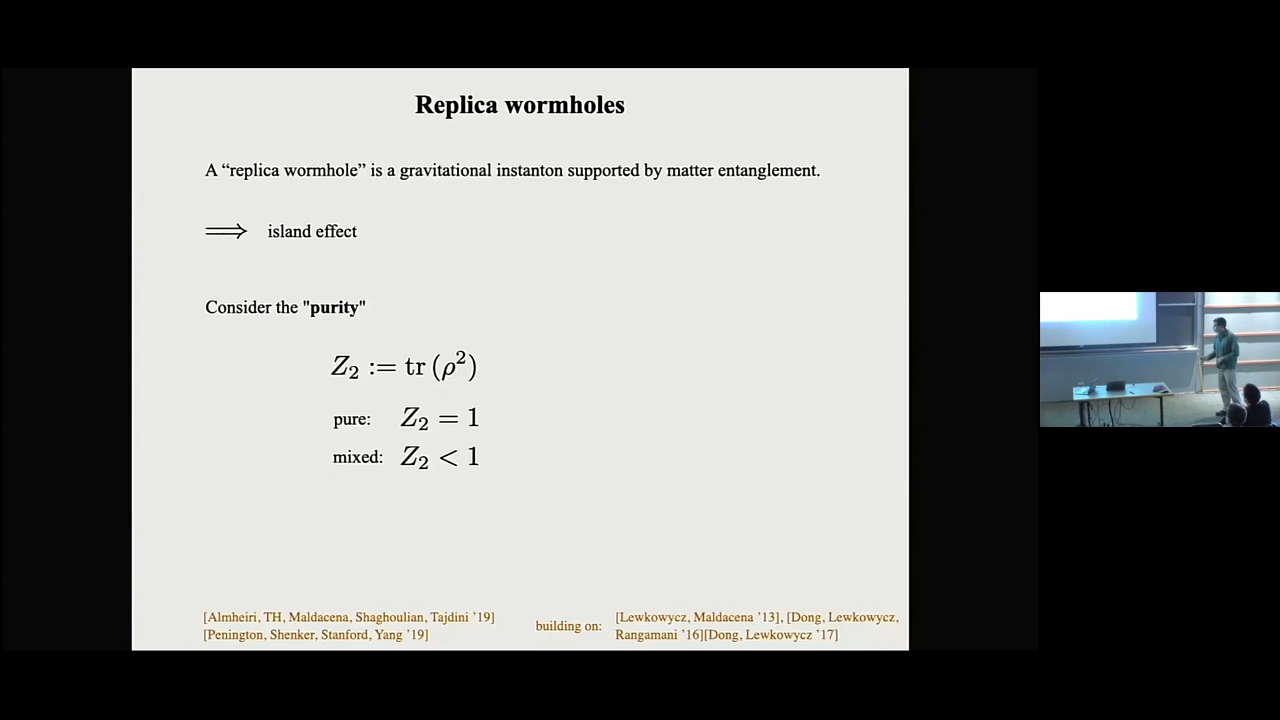 Replica wormholes
A “replica wormhole” is a gravitational instanton supported by matter entanglement.
⟹ island effect
Consider the "purity"
Z₂ := tr (ρ²)
pure: Z₂ = 1
mixed: Z₂ < 1
[Almheiri, TH, Maldacena, Shaghoulian, Tajdini ’19]
[Penington, Shenker, Stanford, Yang ’19]
building on:
[Lewkowycz, Maldacena ’13], [Dong, Lewkowycz,
Rangamani ’16][Dong, Lewkowycz ’17]